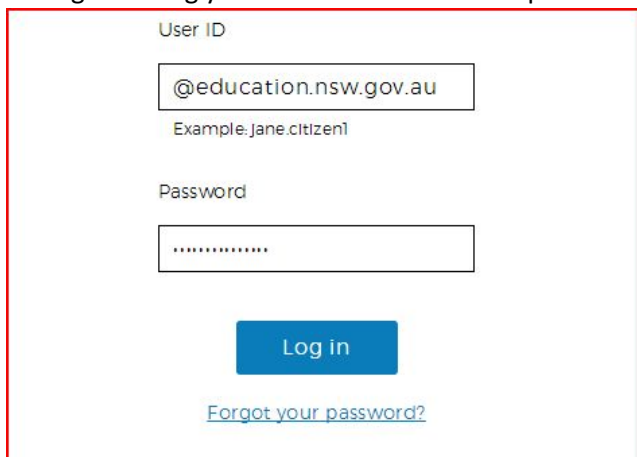 User ID
@education.nsw.gov.au
Example: jane.citizen1
Password
...............
Log in
Forgot your password?